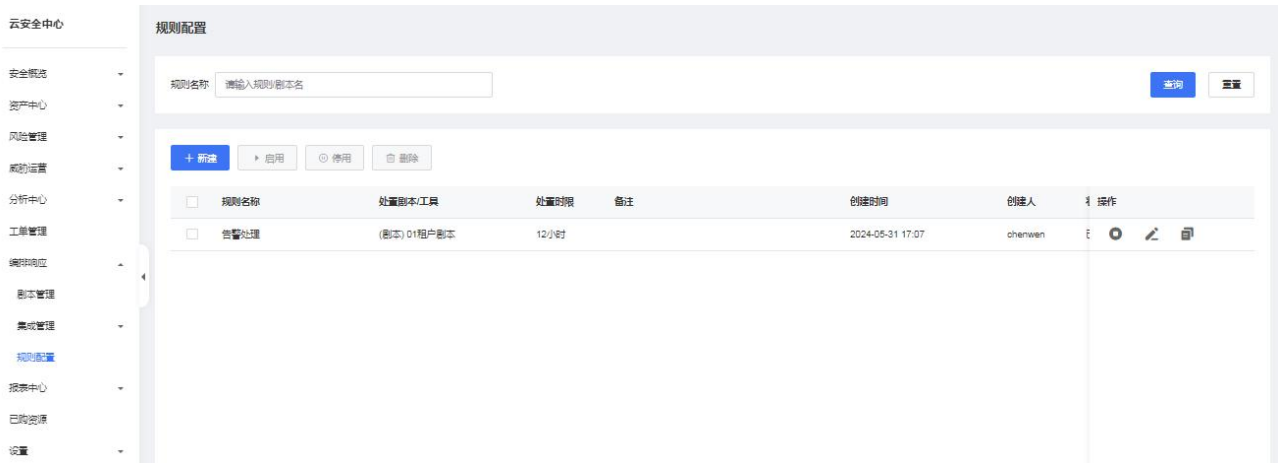 云安全中心
规则配置
安全概览
资产中心
风险管理
威胁运营
分析中心
工单管理
编排响应
剧本管理
集成管理
规则配置
报表中心
已购资源
设置
规则名称 请输入规则/剧本名 查询 重置
新建 启用 停用 删除
规则名称 处置剧本/工具 处置时限 备注 创建时间 创建人 操作
告警处理 (剧本) 01租户剧本 12小时 2024-05-31 17:07 chenwen